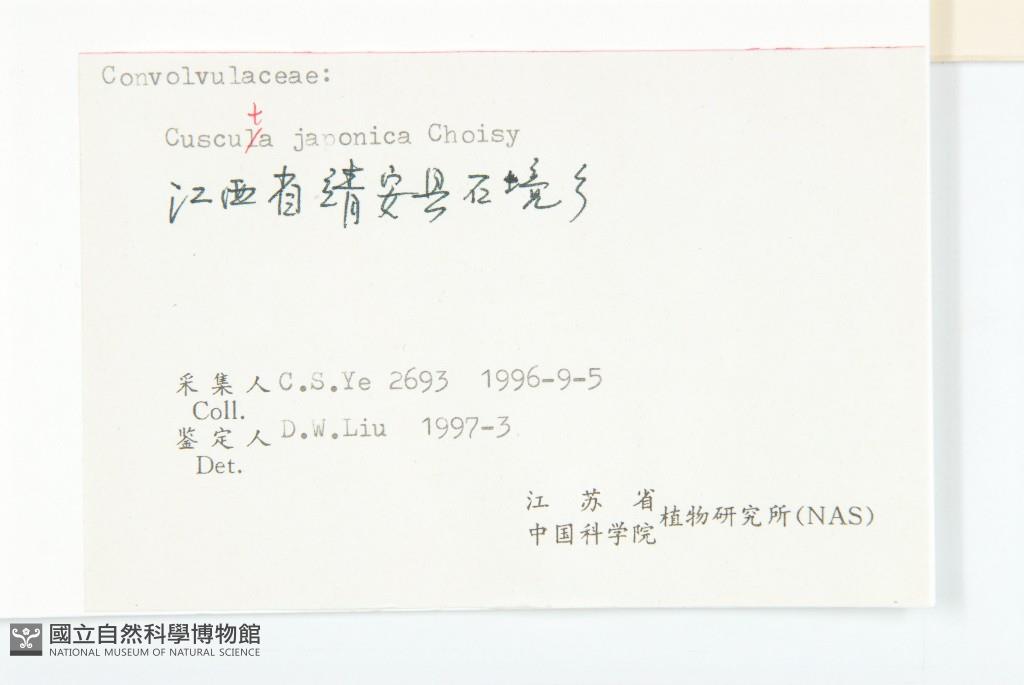 Convolvulaceae:
t
Cuscula japonica Choisy
江西省靖安县石境乡
采集人 C.S.Ye 2693 1996-9-5
Coll.
鉴定人 D.W.Liu 1997-3
Det.
江苏省
中国科学院植物研究所(NAS)
國立自然科學博物館
NATIONAL MUSEUM OF NATURAL SCIENCE